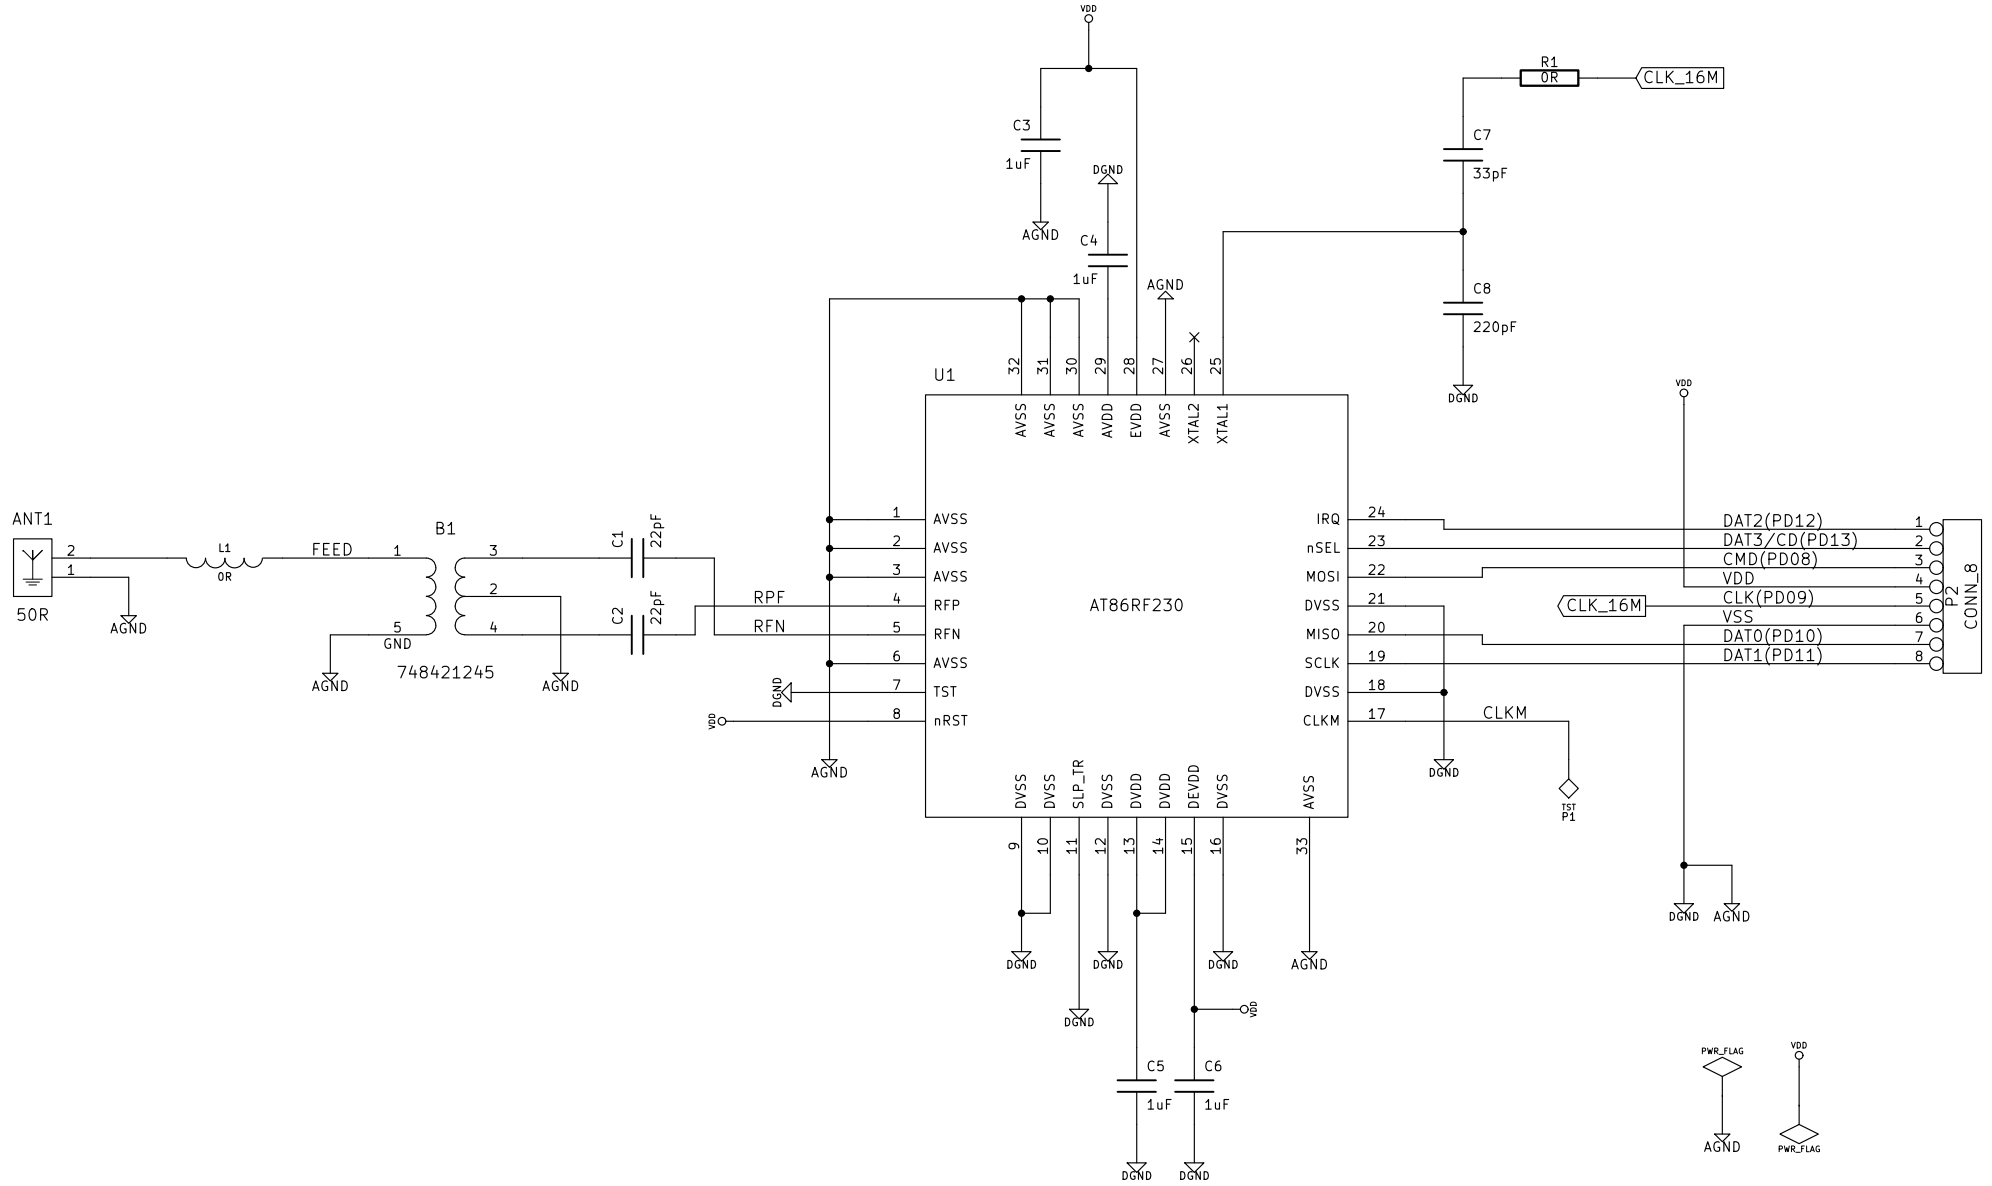 VDD
R1
0R
CLK_16M
C3
1uF
AGND
DGND
C4
1uF
AGND
C7
33pF
C8
220pF
DGND
VDD
U1
32
31
30
29
28
27
26
25
AVSS
AVSS
AVSS
AVDD
EVDD
AVSS
XTAL2
XTAL1
ANT1
2
1
50R
AGND
L1
0R
FEED
B1
1
5
GND
3
2
4
748421245
AGND
AGND
C1
22pF
C2
22pF
RPF
RFN
1 AVSS
2 AVSS
3 AVSS
4 RFP
5 RFN
6 AVSS
7 TST
8 nRST
DGND
VDD
AGND
AT86RF230
IRQ 24
nSEL 23
MOSI 22
DVSS 21
MISO 20
SCLK 19
DVSS 18
CLKM 17
CLKM
DGND
TST
P1
DAT2(PD12) 1
DAT3/CD(PD13) 2
CMD(PD08) 3
VDD 4
CLK_16M
CLK(PD09) 5
VSS 6
DAT0(PD10) 7
DAT1(PD11) 8
P2
CONN_8
DGND
AGND
DVSS
DVSS
SLP_TR
DVSS
DVDD
DVDD
DEVDD
DVSS
AVSS
9
10
11
12
13
14
15
16
33
DGND
DGND
DGND
AGND
DGND
VDD
C5
1uF
C6
1uF
DGND
DGND
PWR_FLAG
AGND
VDD
PWR_FLAG